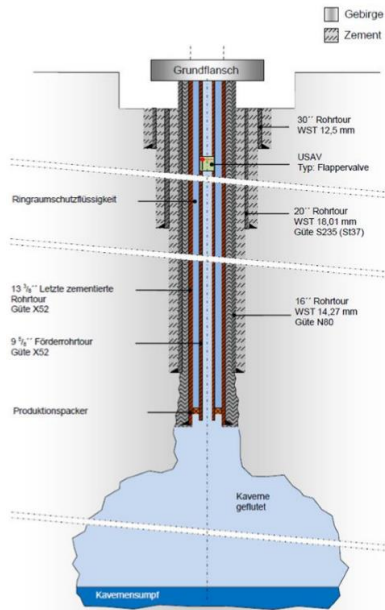 Gebirge
Zement
Grundflansch
30´´ Rohrtour
WST 12,5 mm
USAV
Typ: Flappervalve
Ringraumschutzflüssigkeit
20´´ Rohrtour
WST 18,01 mm
Güte S235 (St37)
13 ³/₈´´ Letzte zementierte
Rohrtour
Güte X52
16´´ Rohrtour
WST 14,27 mm
Güte N80
9 ⁵/₈´´ Förderrohrtour
Güte X52
Produktionspacker
Kaverne
geflutet
Kavernensumpf